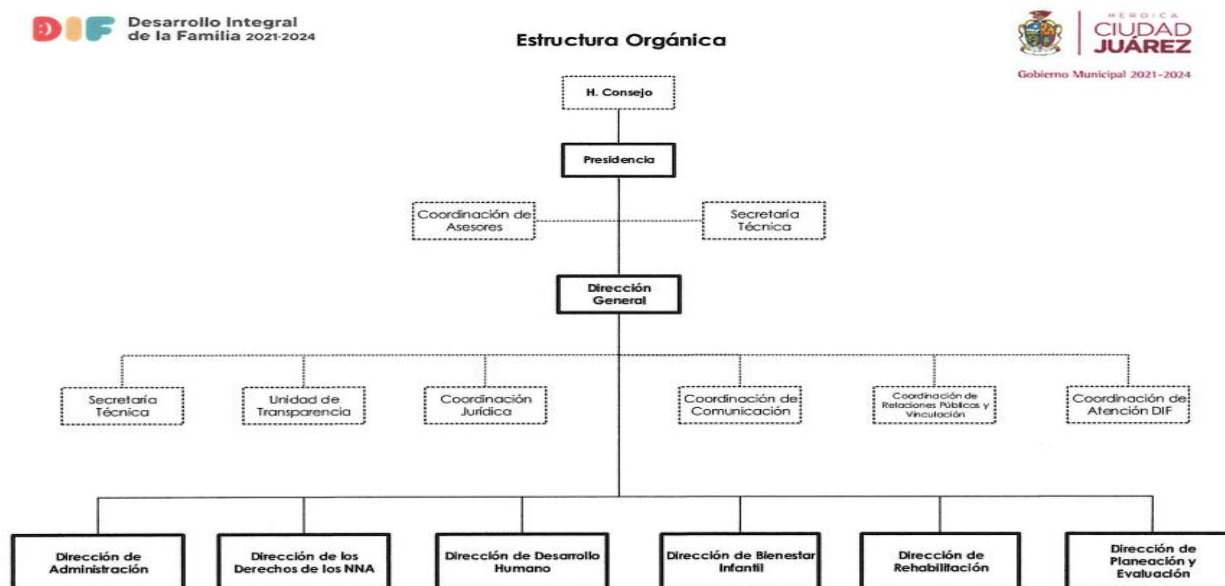 DIF
Desarrollo Integral
de la Familia 2021-2024
Estructura Orgánica
HEROICA
CIUDAD
JUÁREZ
Gobierno Municipal 2021-2024
H. Consejo
Presidencia
Coordinación de
Asesores
Secretaría
Técnica
Dirección
General
Secretaría
Técnica
Unidad de
Transparencia
Coordinación
Jurídica
Coordinación de
Comunicación
Coordinación de
Relaciones Públicas y
Vinculación
Coordinación de
Atención DIF
Dirección de
Administración
Dirección de los
Derechos de los NNA
Dirección de Desarrollo
Humano
Dirección de Bienestar
Infantil
Dirección de
Rehabilitación
Dirección de
Planeación y
Evaluación